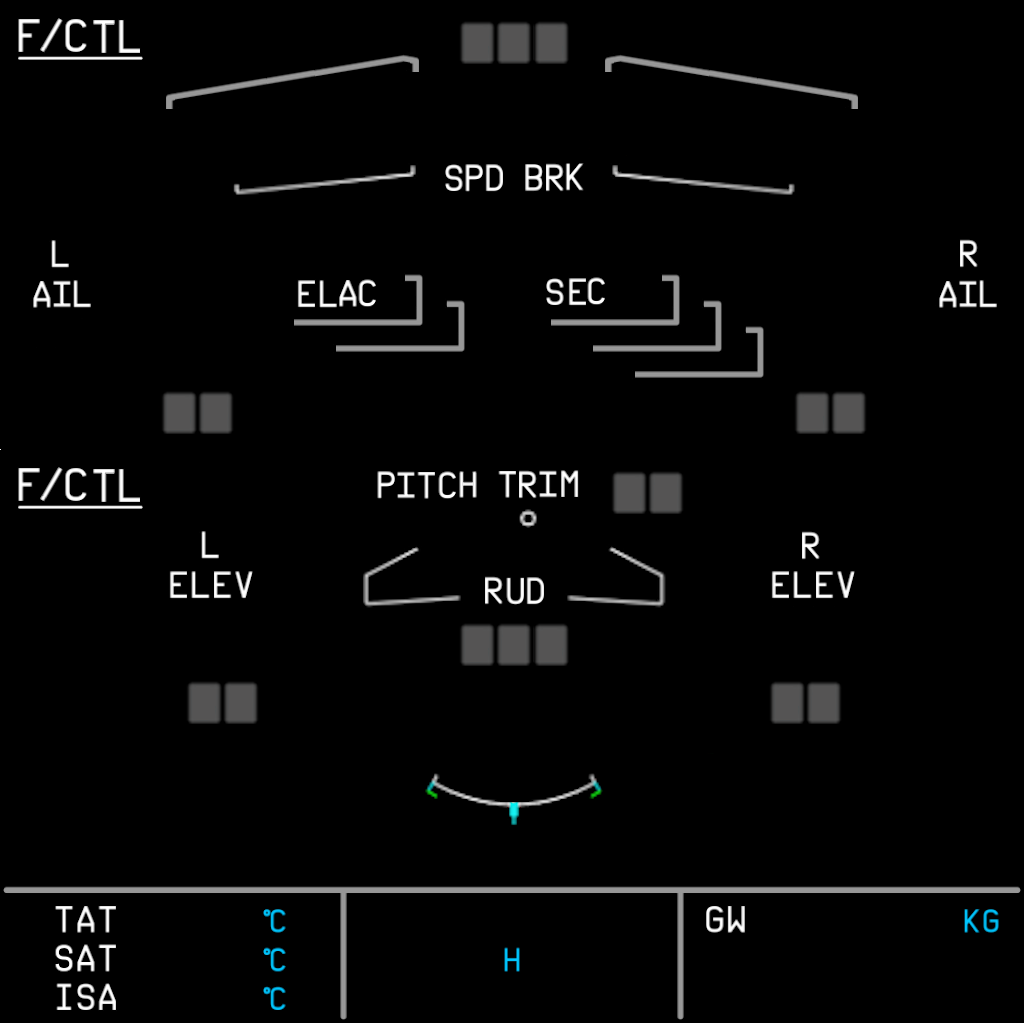 F/CTL
SPD BRK
L R
AIL AIL
ELAC SEC
F/CTL PITCH TRIM
L R
ELEV RUD ELEV
TAT °C GW KG
SAT °C H
ISA °C